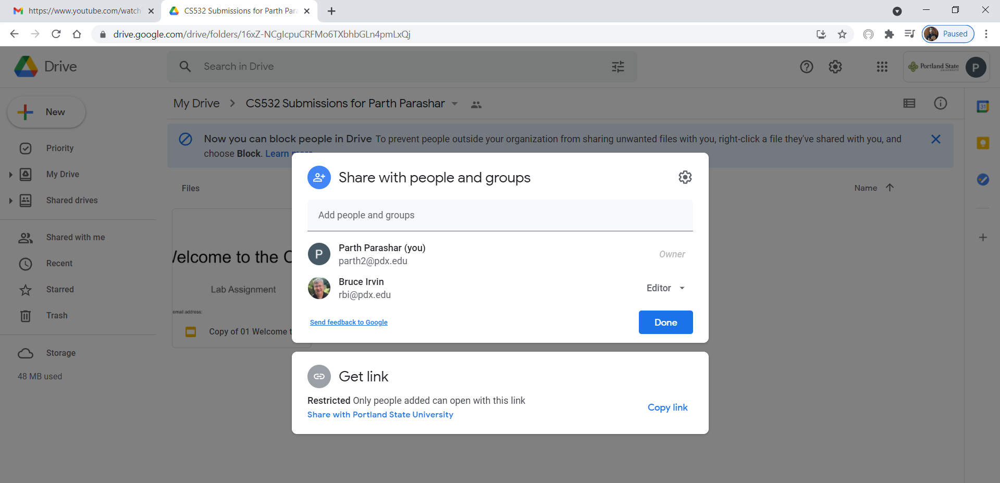 https://www.youtube.com/watch
CS532 Submissions for Parth Para
drive.google.com/drive/folders/16xZ-NCgIcpuCRFMo6TXbhbGLn4pmLxQj
Paused
Drive
Search in Drive
Portland State
UNIVERSITY
P
New
My Drive
CS532 Submissions for Parth Parashar
31
Now you can block people in Drive To prevent people outside your organization from sharing unwanted files with you, right-click a file they've shared with you, and
choose Block. Learn more
Priority
My Drive
Shared drives
Shared with me
Recent
Starred
Trash
Storage
48 MB used
Files
Name
Welcome to the C
Lab Assignment
email address:
Copy of 01 Welcome t
Share with people and groups
Add people and groups
P
Parth Parashar (you)
parth2@pdx.edu
Owner
Bruce Irvin
rbi@pdx.edu
Editor
Send feedback to Google
Done
Get link
Restricted Only people added can open with this link
Share with Portland State University
Copy link